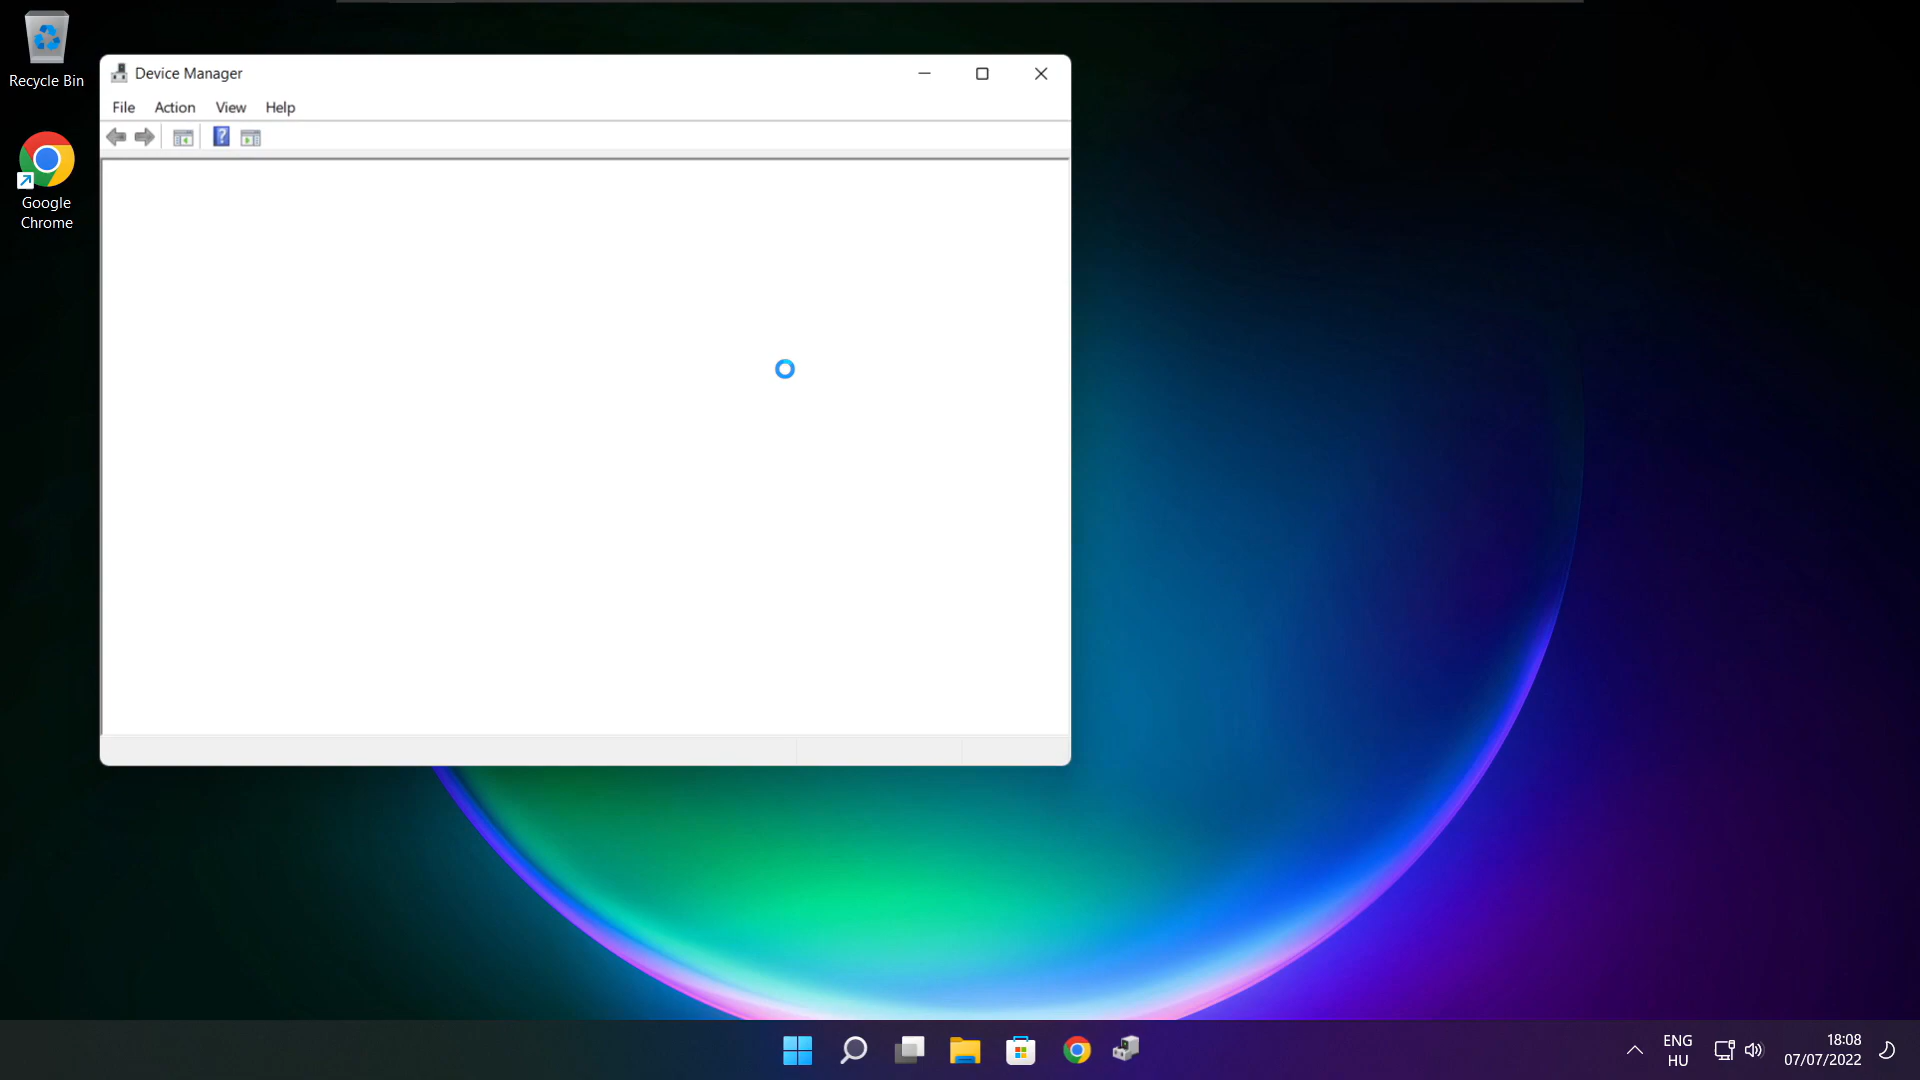 Recycle Bin
Device Manager
File Action View Help
?
Google
Chrome
ENG
HU
18:08
07/07/2022